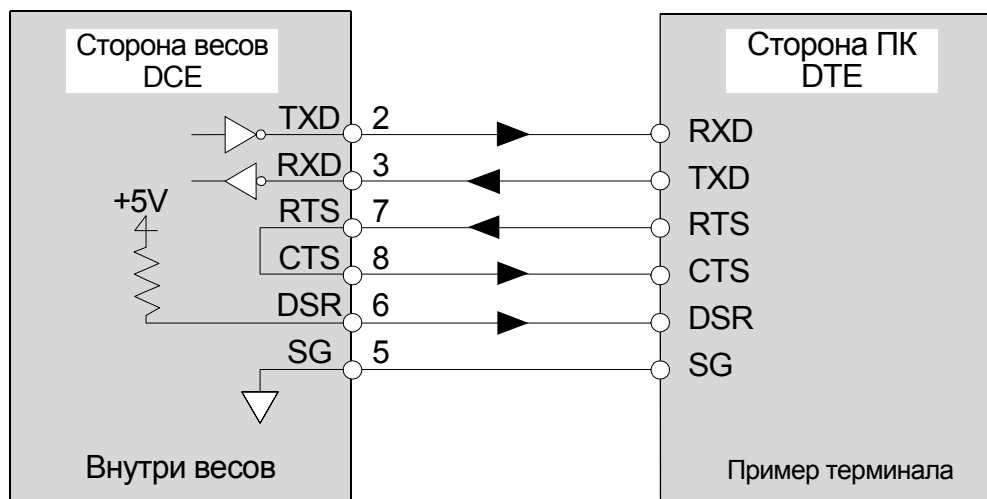 Сторона весов
DCE
Сторона ПК
DTE
TXD 2 RXD
RXD 3 TXD
+5V
RTS 7 RTS
CTS 8 CTS
DSR 6 DSR
SG 5 SG
Внутри весов
Пример терминала